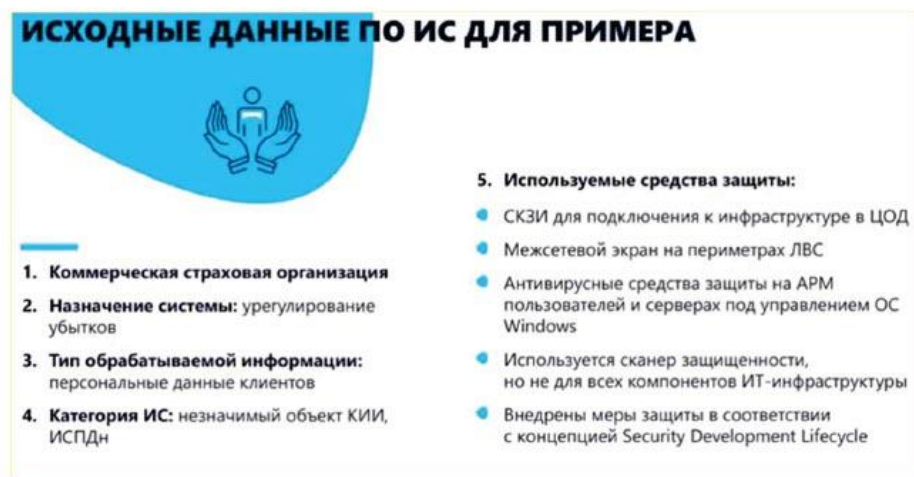 ИСХОДНЫЕ ДАННЫЕ ПО ИС ДЛЯ ПРИМЕРА
1. Коммерческая страховая организация
2. Назначение системы: урегулирование
убытков
3. Тип обрабатываемой информации:
персональные данные клиентов
4. Категория ИС: незначимый объект КИИ,
ИСПДн
5. Используемые средства защиты:
СКЗИ для подключения к инфраструктуре в ЦОД
Межсетевой экран на периметрах ЛВС
Антивирусные средства защиты на АРМ
пользователей и серверах под управлением ОС
Windows
Используется сканер защищенности,
но не для всех компонентов ИТ-инфраструктуры
Внедрены меры защиты в соответствии
с концепцией Security Development Lifecycle